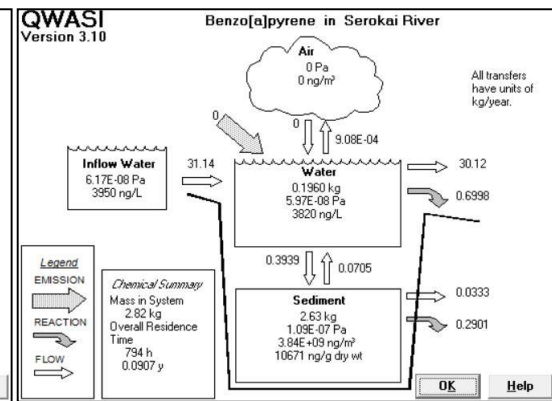 QWASI
Version 3.10
Benzo[a]pyrene in Serokai River
Air
0 Pa
0 ng/m³
All transfers
have units of
kg/year.
0
0
9.08E-04
Inflow Water
6.17E-08 Pa
3950 ng/L
31.14
Water
0.1960 kg
5.97E-08 Pa
3820 ng/L
30.12
0.6998
0.3939
0.0705
Legend
EMISSION
REACTION
FLOW
Chemical Summary
Mass in System
2.82 kg
Overall Residence
Time
794 h
0.0907 y
Sediment
2.63 kg
1.09E-07 Pa
3.84E+09 ng/m³
10671 ng/g dry wt
0.0333
0.2901
OK
Help